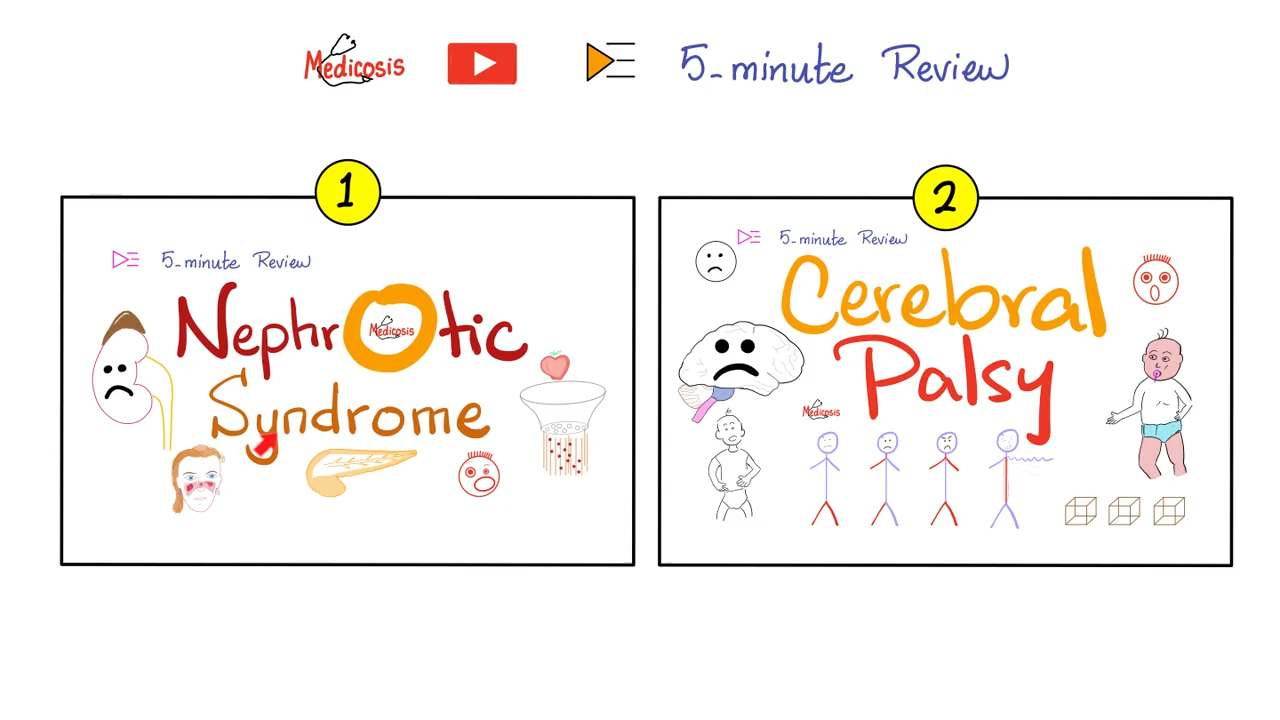 Medicosis 5-minute Review
1
5-minute Review
NephrOtic
Medicosis
Syndrome
2
5-minute Review
Cerebral
Palsy
Medicosis